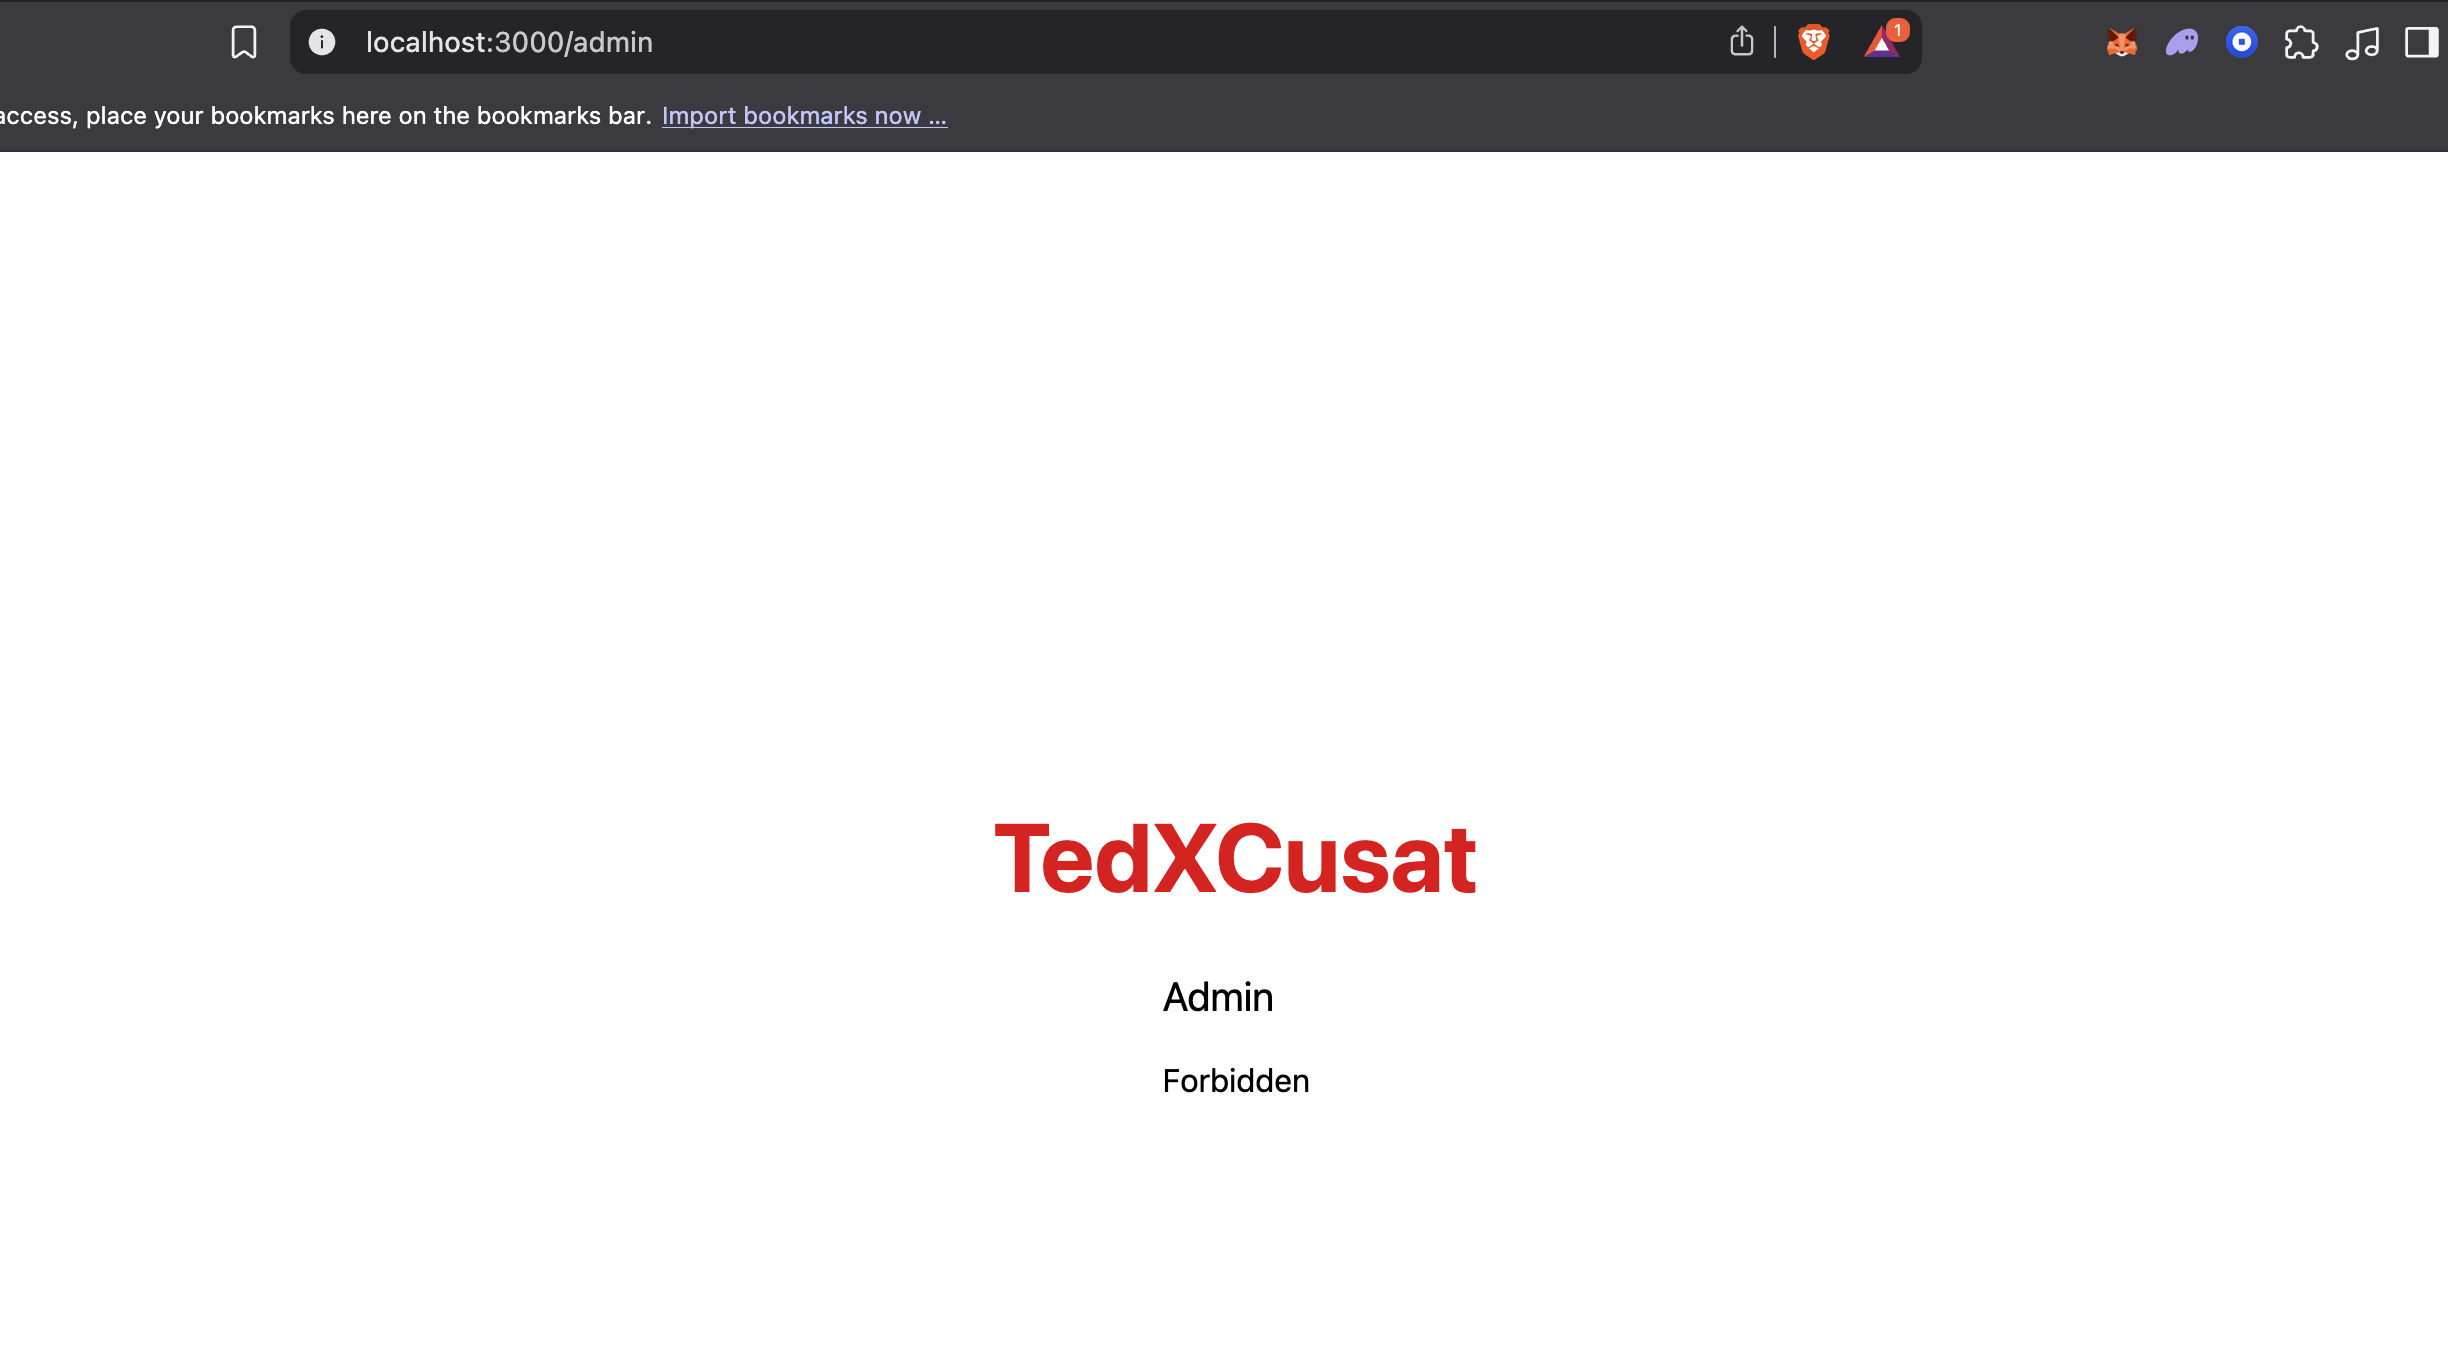 localhost:3000/admin
1
access, place your bookmarks here on the bookmarks bar. Import bookmarks now ...
TedXCusat
Admin
Forbidden